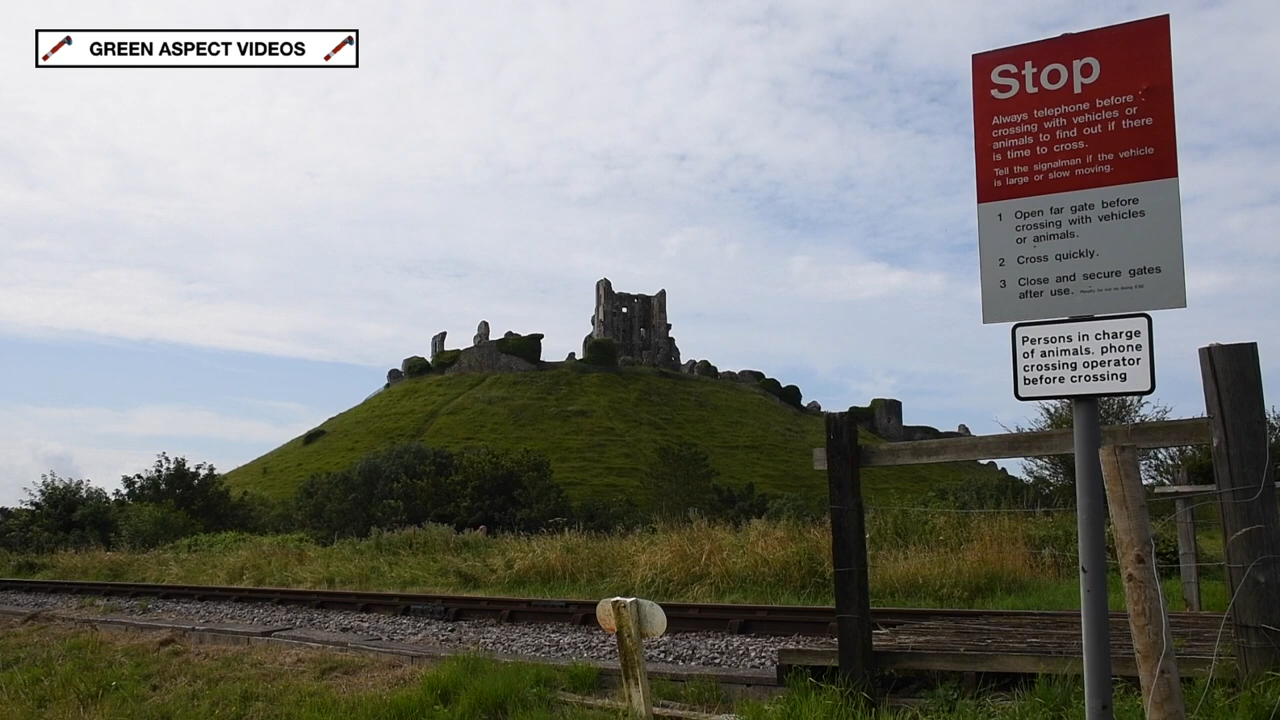 GREEN ASPECT VIDEOS
Stop
Always telephone before
crossing with vehicles or
animals to find out if there
is time to cross.
Tell the signalman if the vehicle
is large or slow moving.
1 Open far gate before
crossing with vehicles
or animals.
2 Cross quickly.
3 Close and secure gates
after use.
Persons in charge
of animals, phone
crossing operator
before crossing